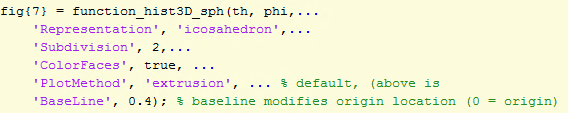 fig{7} = function_hist3D_sph(th, phi,...
'Representation', 'icosahedron',...
'Subdivision', 2,...
'ColorFaces', true, ...
'PlotMethod', 'extrusion', ... % default, (above is
'BaseLine', 0.4); % baseline modifies origin location (0 = origin)